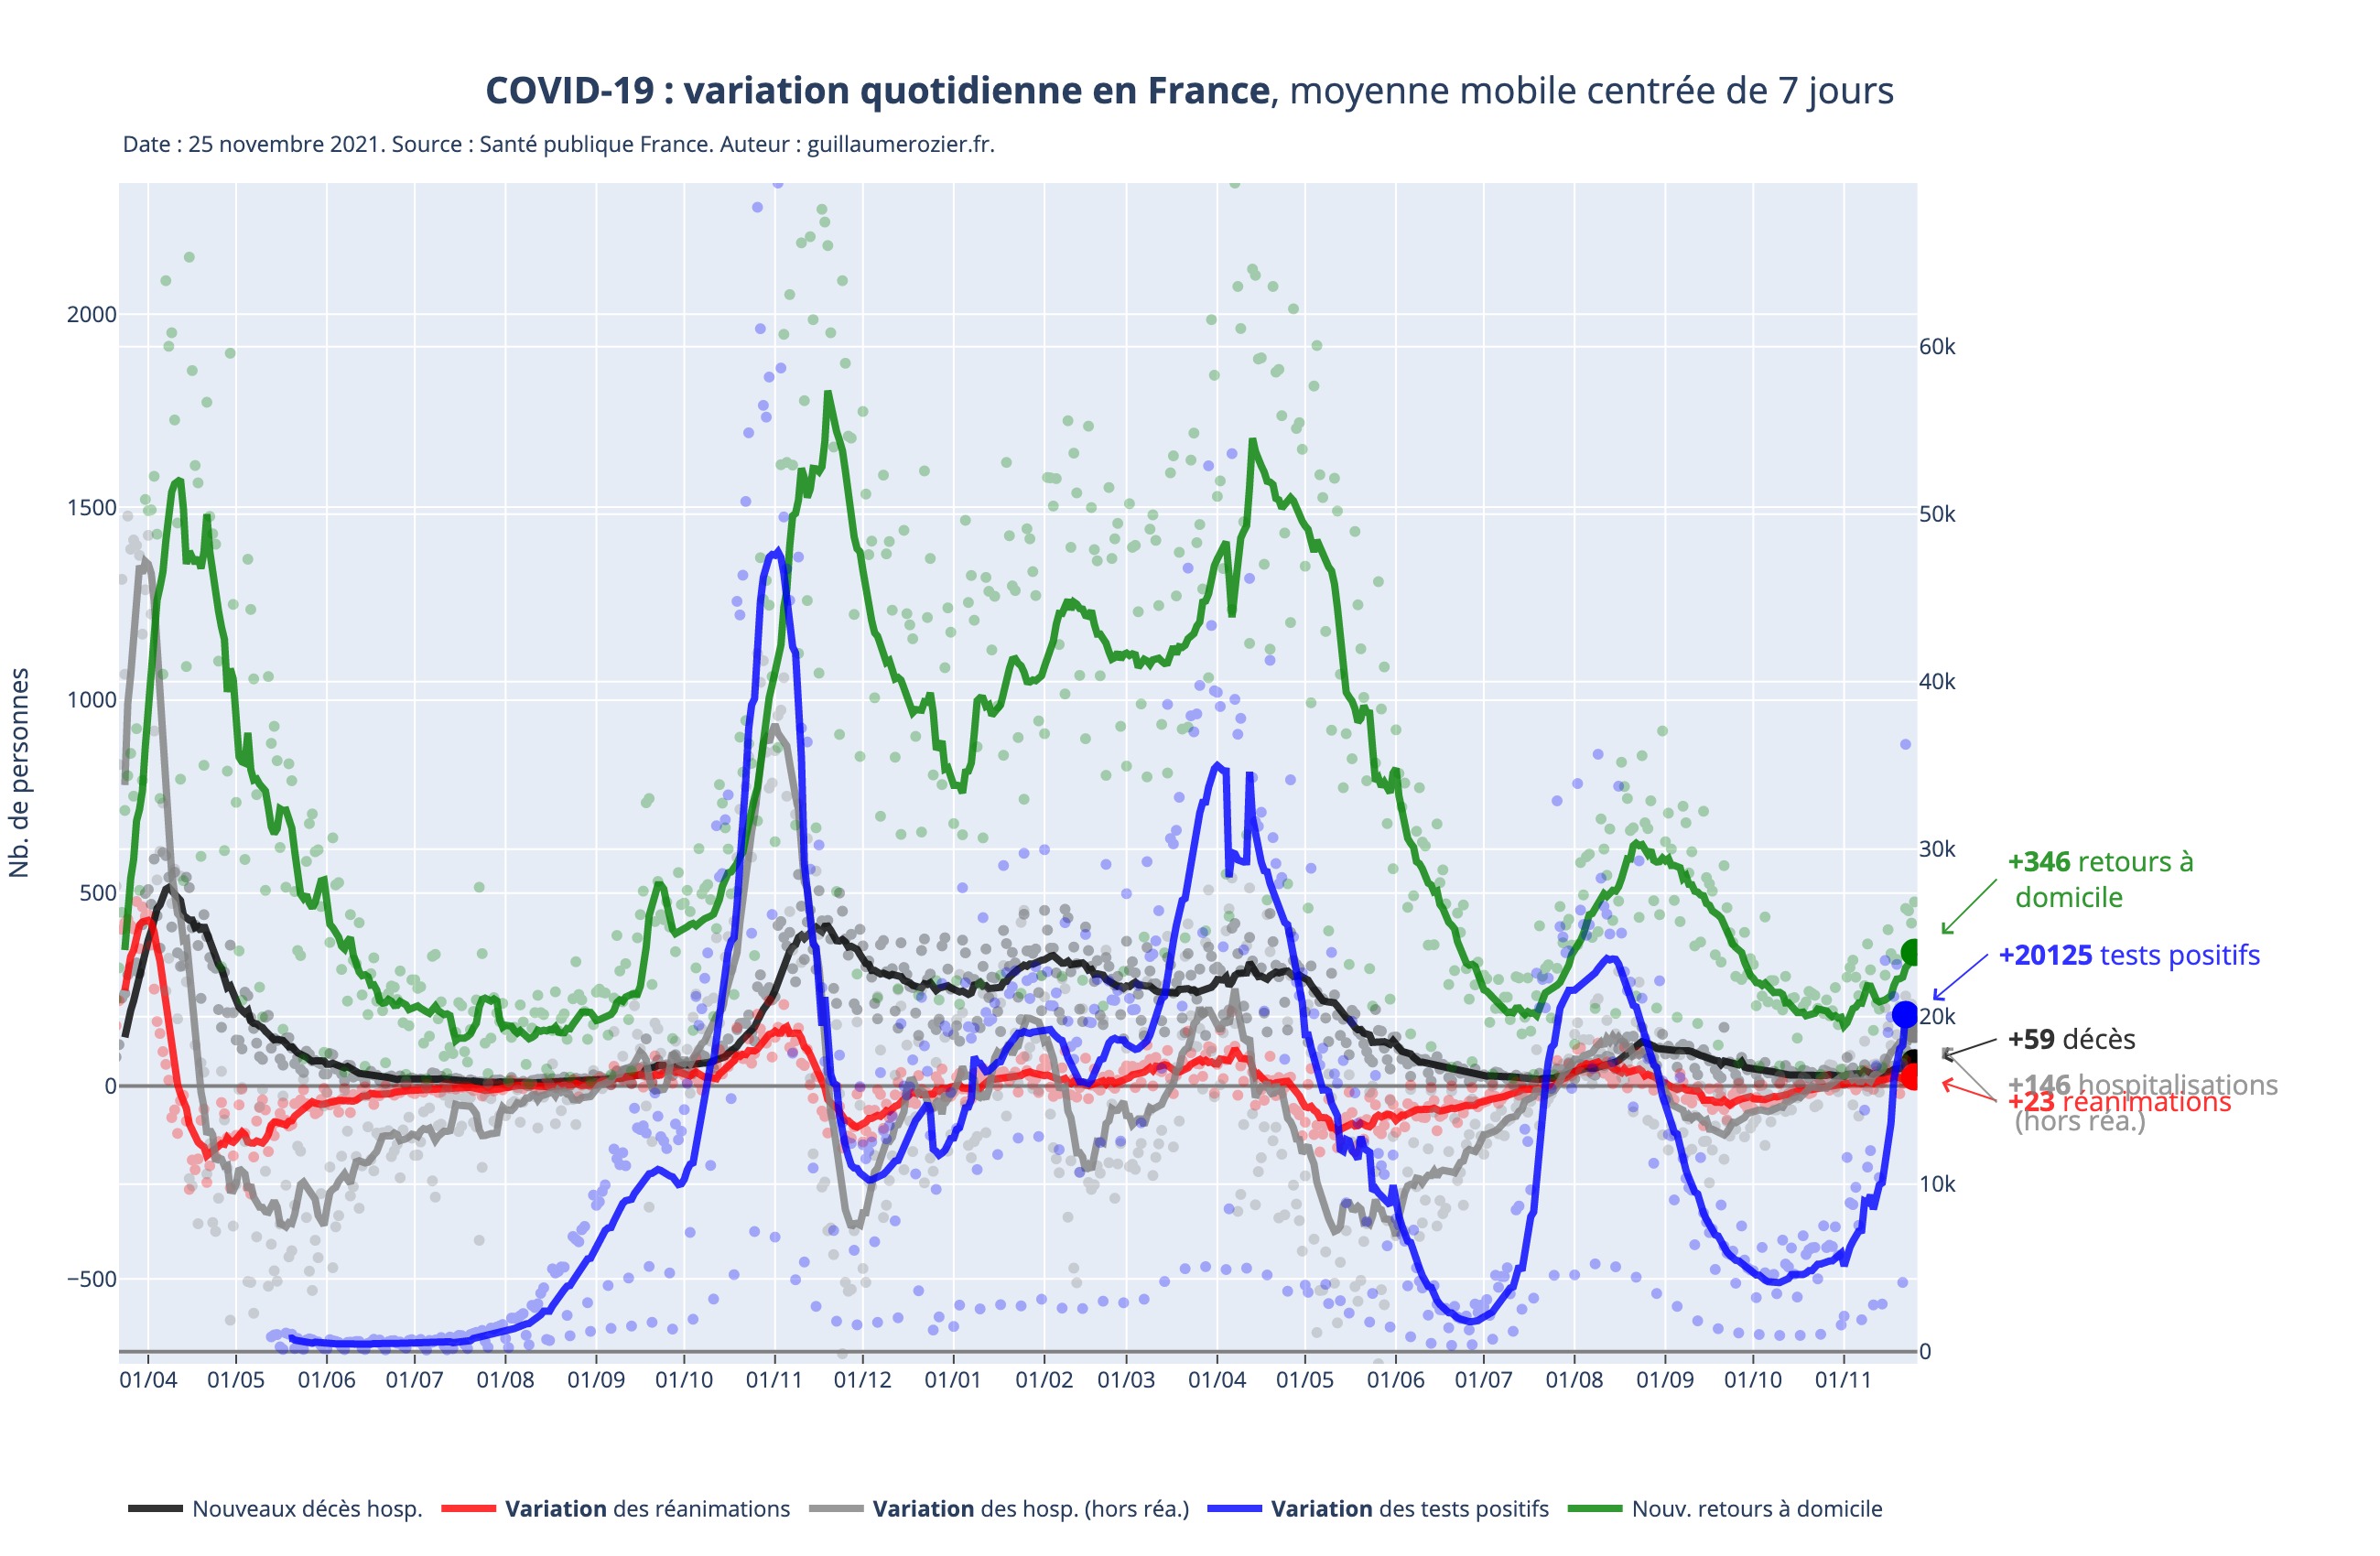 COVID-19 : variation quotidienne en France, moyenne mobile centrée de 7 jours
Date : 25 novembre 2021. Source : Santé publique France. Auteur : guillaumerozier.fr.
Nb. de personnes
2000
1500
1000
500
0
−500
60k
50k
40k
30k
20k
10k
0
+346 retours à
domicile
+20125 tests positifs
+59 décès
+146 hospitalisations
(hors réa.)
+23 réanimations
01/04 01/05 01/06 01/07 01/08 01/09 01/10 01/11 01/12 01/01 01/02 01/03 01/04 01/05 01/06 01/07 01/08 01/09 01/10 01/11
Nouveaux décès hosp. Variation des réanimations Variation des hosp. (hors réa.) Variation des tests positifs Nouv. retours à domicile